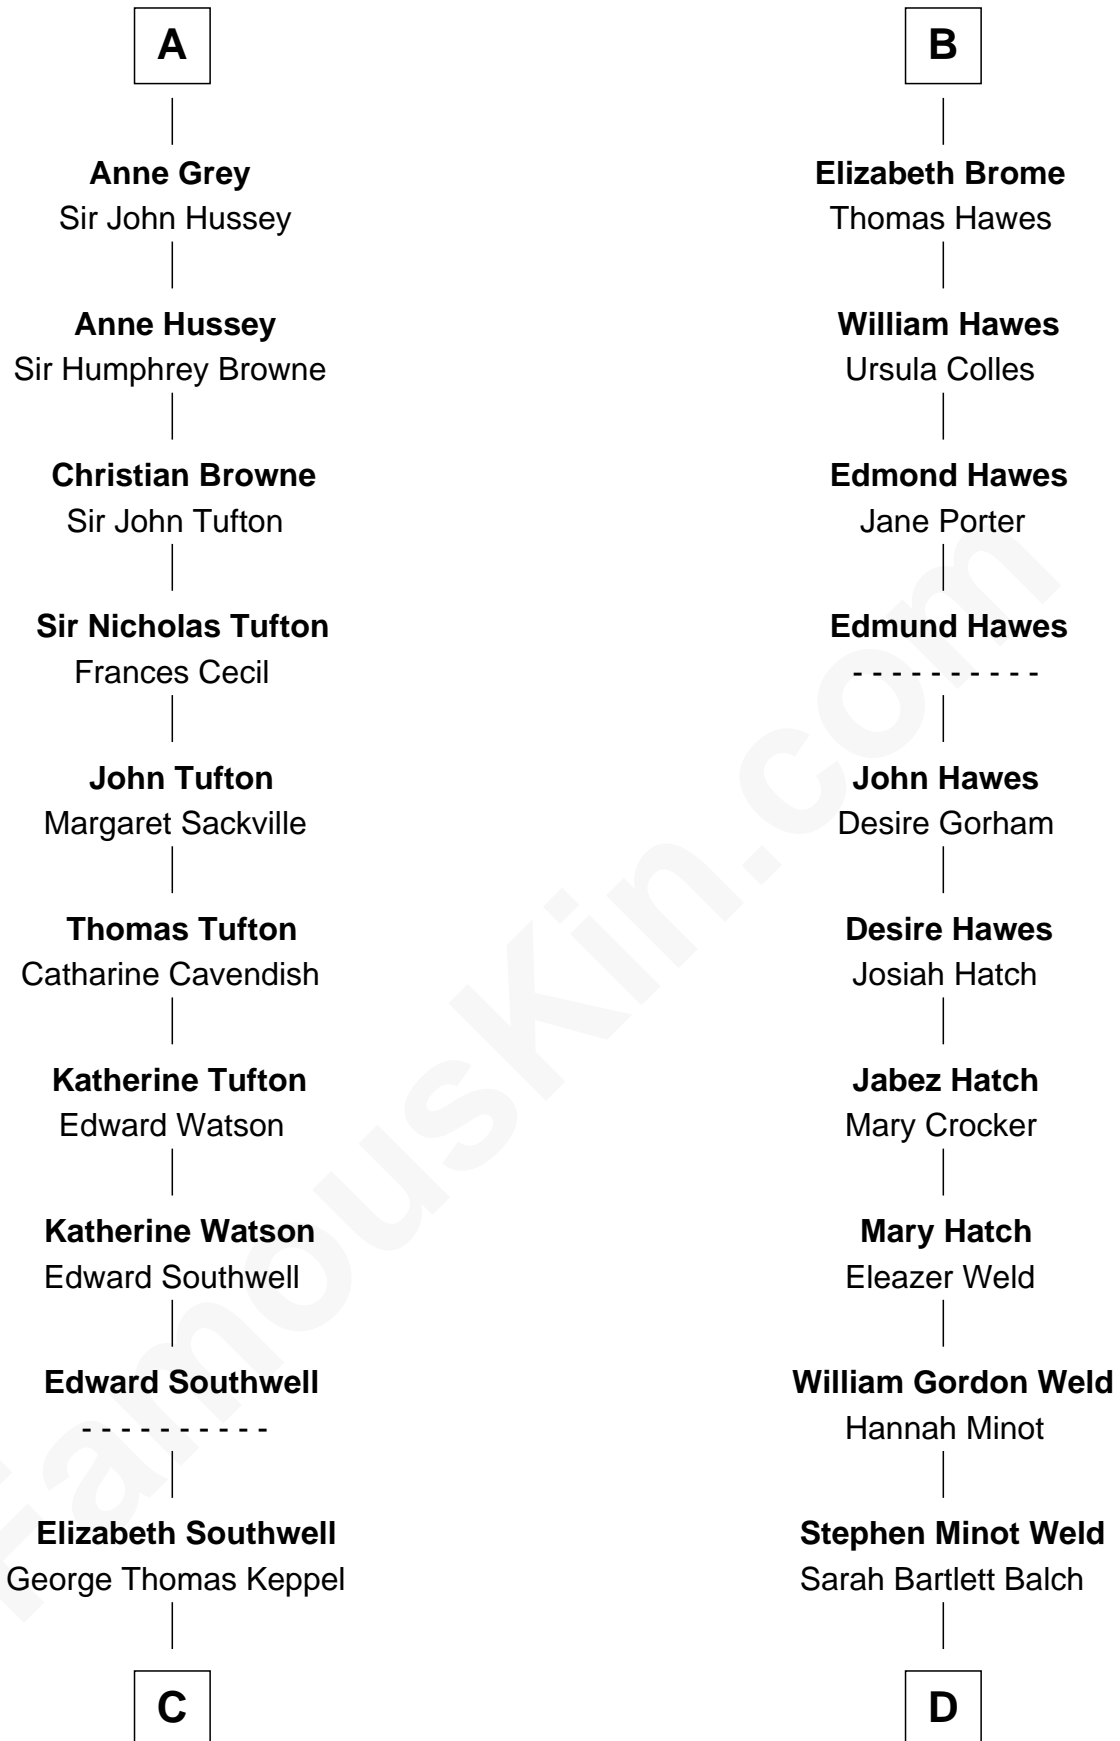 A
Anne Grey
Sir John Hussey
Anne Hussey
Sir Humphrey Browne
Christian Browne
Sir John Tufton
Sir Nicholas Tufton
Frances Cecil
John Tufton
Margaret Sackville
Thomas Tufton
Catharine Cavendish
Katherine Tufton
Edward Watson
Katherine Watson
Edward Southwell
Edward Southwell
- - - - - - - - - -
Elizabeth Southwell
George Thomas Keppel
C
B
Elizabeth Brome
Thomas Hawes
William Hawes
Ursula Colles
Edmond Hawes
Jane Porter
Edmund Hawes
- - - - - - - - - -
John Hawes
Desire Gorham
Desire Hawes
Josiah Hatch
Jabez Hatch
Mary Crocker
Mary Hatch
Eleazer Weld
William Gordon Weld
Hannah Minot
Stephen Minot Weld
Sarah Bartlett Balch
D
FamousKin.com